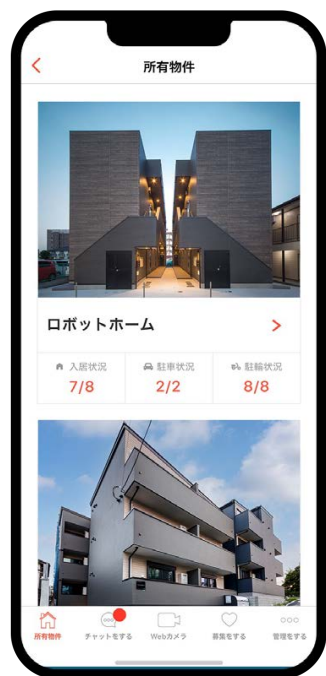 所有物件
ロボットホーム
入居状況
駐車状況
駐輪状況
7/8
2/2
8/8
所有物件
チャットをする
Webカメラ
募集をする
管理をする